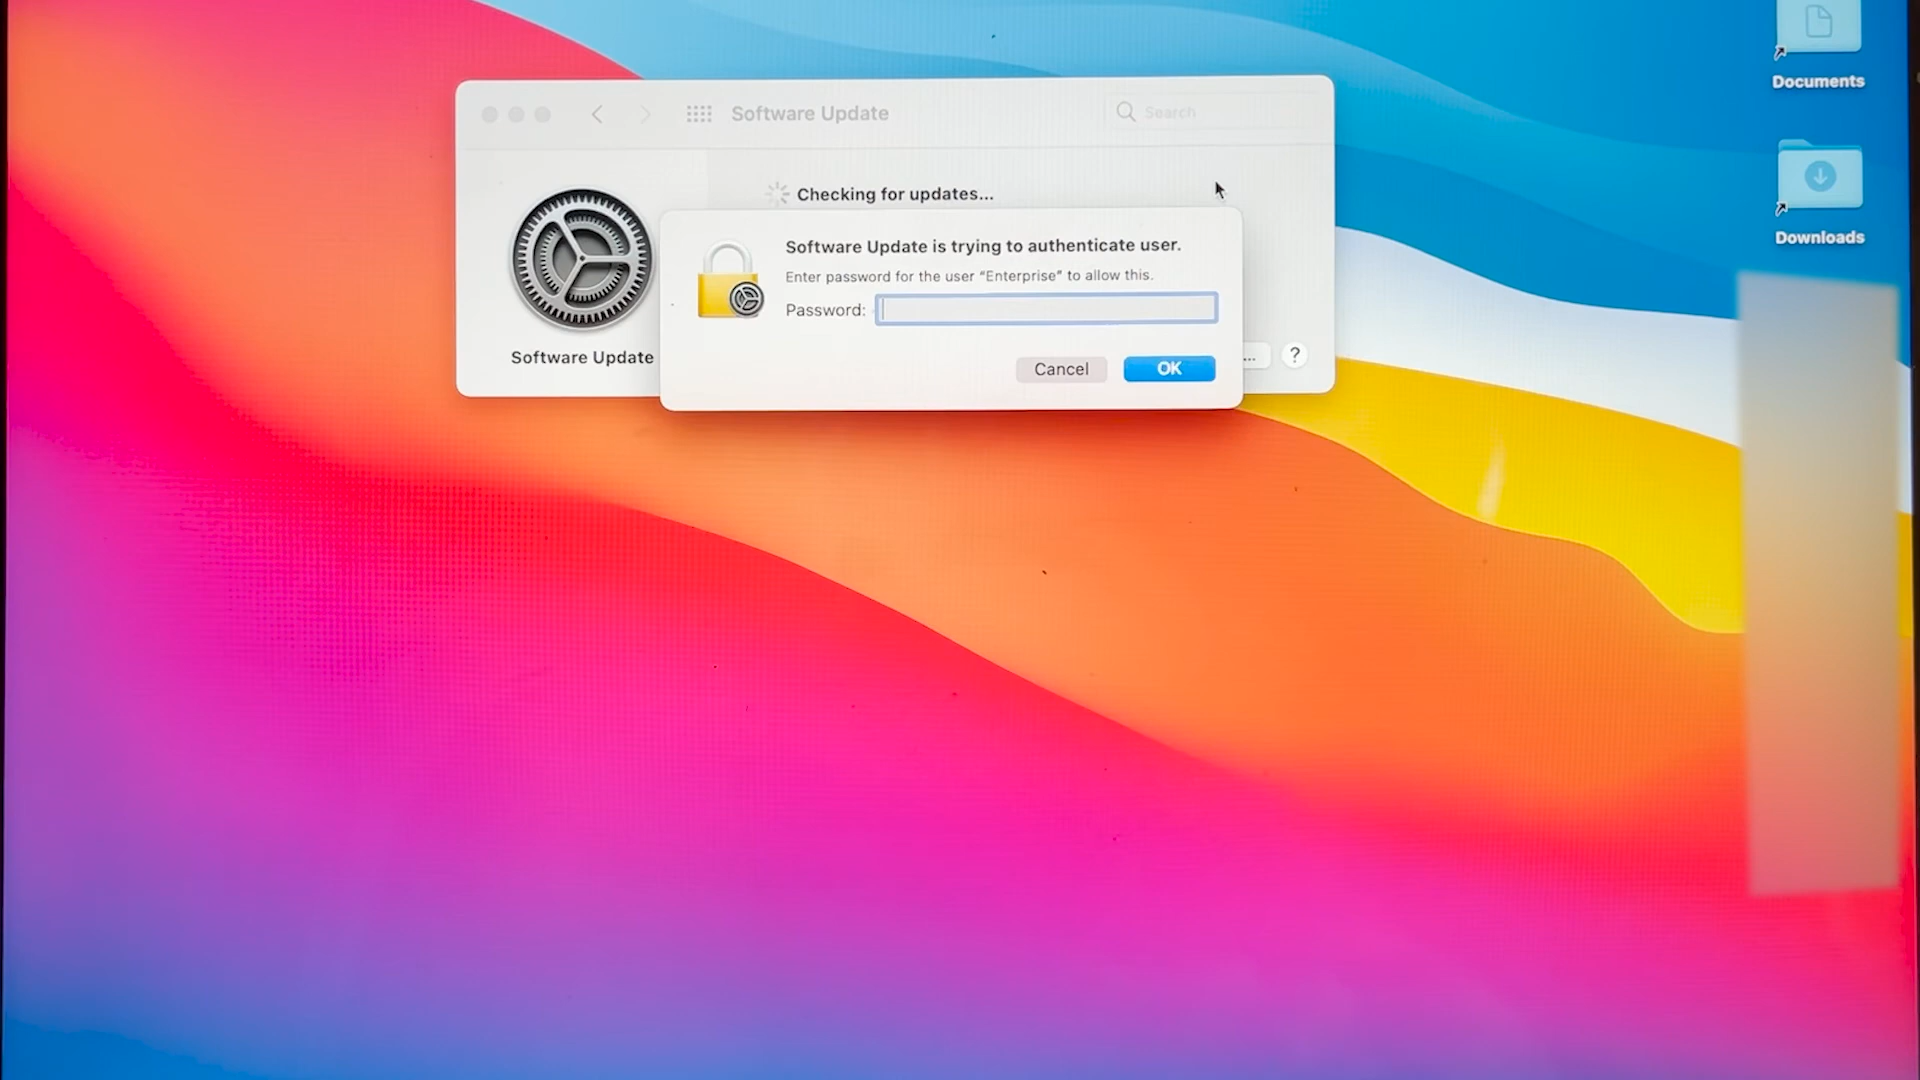 Documents
Software Update
Search
Checking for updates...
Downloads
Software Update is trying to authenticate user.
Enter password for the user “Enterprise” to allow this.
Password:
Software Update
Cancel
OK
...
?